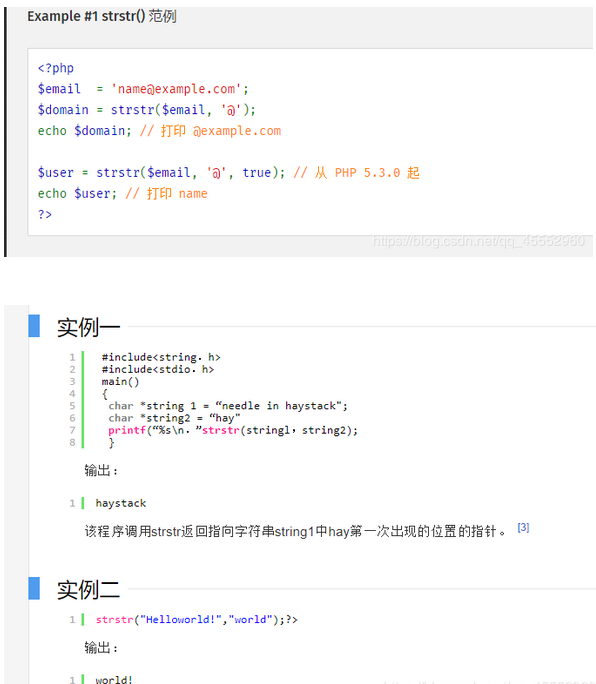 Example #1 strstr() 范例
<?php
$email  = 'name@example.com';
$domain = strstr($email, '@');
echo $domain; // 打印 @example.com
$user = strstr($email, '@', true); // 从 PHP 5.3.0 起
echo $user; // 打印 name
?>
https://blog.csdn.net/qq_45552960
实例一
1 #include<string．h>
2 #include<stdio．h>
3 main()
4 {
5 char *string 1 = “needle in haystack";
6 char *string2 = “hay"
7 printf(“%s\n．”strstr(string1，string2);
8 }
输出：
1 haystack
该程序调用strstr返回指向字符串string1中hay第一次出现的位置的指针。 [3]
实例二
1 strstr("Helloworld!","world");?>
输出：
1 world!